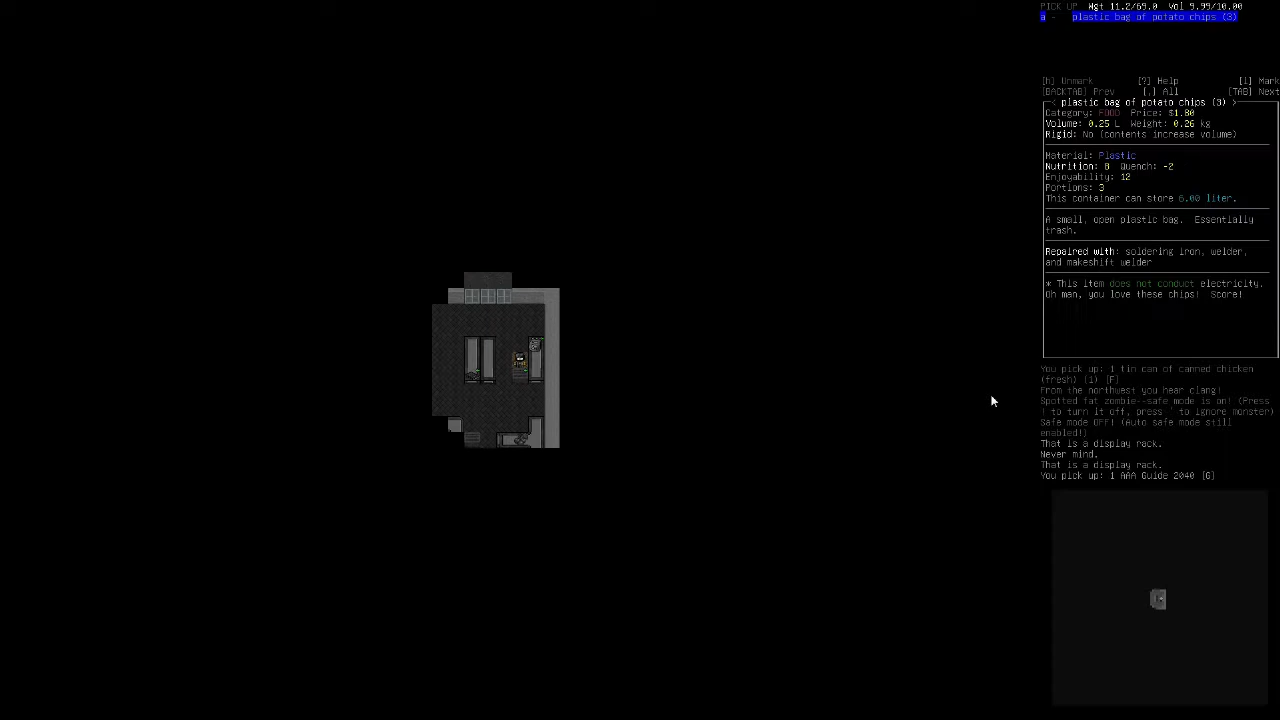 PICK UP  Wgt 11.2/69.0  Vol 9.99/10.00
a -  plastic bag of potato chips (3)
[h] Unmark  [?] Help  [l] Mark
[BACKTAB] Prev  [,] All  [TAB] Next
< plastic bag of potato chips (3) >
Category: FOOD  Price: $1.80
Volume: 0.25 L  Weight: 0.26 kg
Rigid: No (contents increase volume)
Material: Plastic
Nutrition: 8  Quench: -2
Enjoyability: 12
Portions: 3
This container can store 6.00 liter.
A small, open plastic bag.  Essentially
trash.
Repaired with: soldering iron, welder,
and makeshift welder
* This item does not conduct electricity.
Oh man, you love these chips!  Score!
You pick up: 1 tin can of canned chicken
(fresh) (1) [F]
From the northwest you hear clang!
Spotted fat zombie--safe mode is on! (Press
! to turn it off, press ' to ignore monster)
Safe mode OFF! (Auto safe mode still
enabled!)
That is a display rack.
Never mind.
That is a display rack.
You pick up: 1 AAA Guide 2040 [G]